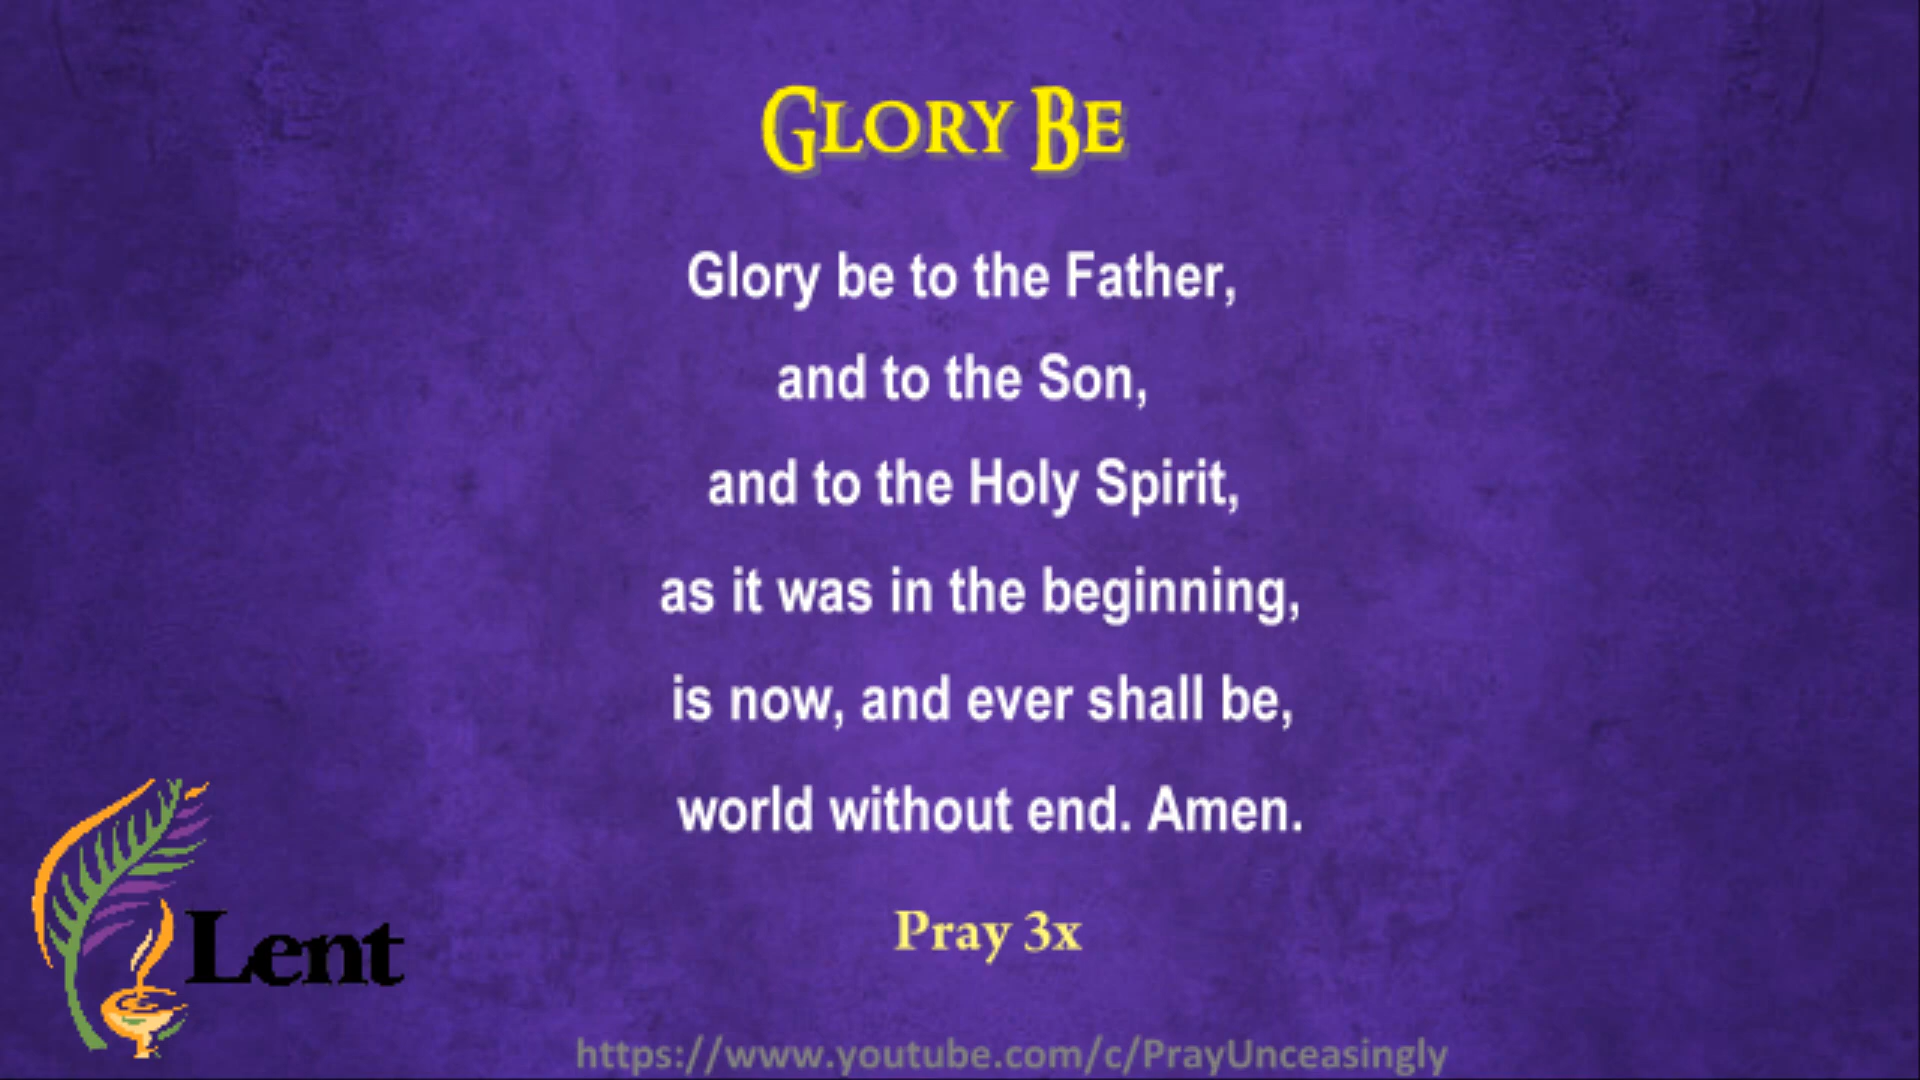 Glory Be
Glory be to the Father,
and to the Son,
and to the Holy Spirit,
as it was in the beginning,
is now, and ever shall be,
world without end. Amen.
Pray 3x
Lent
https://www.youtube.com/c/PrayUnceasingly